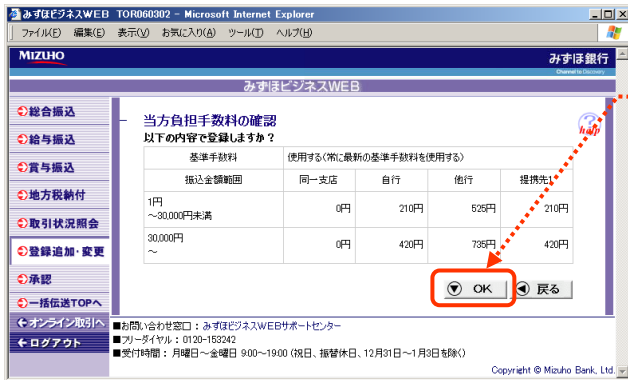 みずほビジネスWEB TOR060302 - Microsoft Internet Explorer
ファイル(F) 編集(E) 表示(V) お気に入り(A) ツール(T) ヘルプ(H)
MIZUHO
みずほ銀行
Channel to Discovery
みずほビジネスWEB
総合振込
給与振込
賞与振込
地方税納付
取引状況照会
登録追加・変更
承認
一括伝送TOPへ
オンライン取引へ
ログアウト
当方負担手数料の確認
help
以下の内容で登録しますか？
基準手数料 使用する(常に最新の基準手数料を使用する)
振込金額範囲 同一支店 自行 他行 提携先1
1円
～30,000円未満 0円 210円 525円 210円
30,000円
～ 0円 420円 735円 420円
OK 戻る
■お問い合わせ窓口：みずほビジネスWEBサポートセンター
■フリーダイヤル：0120-153242
■受付時間：月曜日～金曜日 9:00～19:00 (祝日、振替休日、12月31日～1月3日を除く)
Copyright © Mizuho Bank, Ltd.